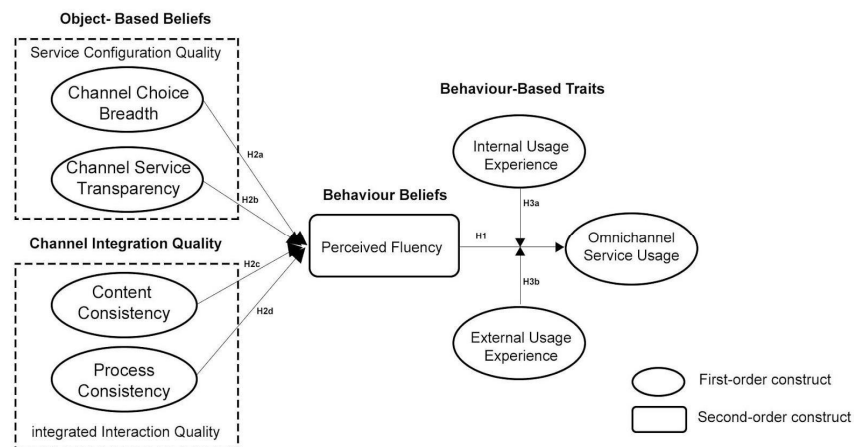 Object- Based Beliefs
Service Configuration Quality
Channel Choice
Breadth
H2a
Channel Service
Transparency
H2b
Channel Integration Quality
H2c
Content
Consistency
H2d
Process
Consistency
integrated Interaction Quality
Behaviour Beliefs
Perceived Fluency
H1
Behaviour-Based Traits
Internal Usage
Experience
H3a
Omnichannel
Service Usage
H3b
External Usage
Experience
First-order construct
Second-order construct